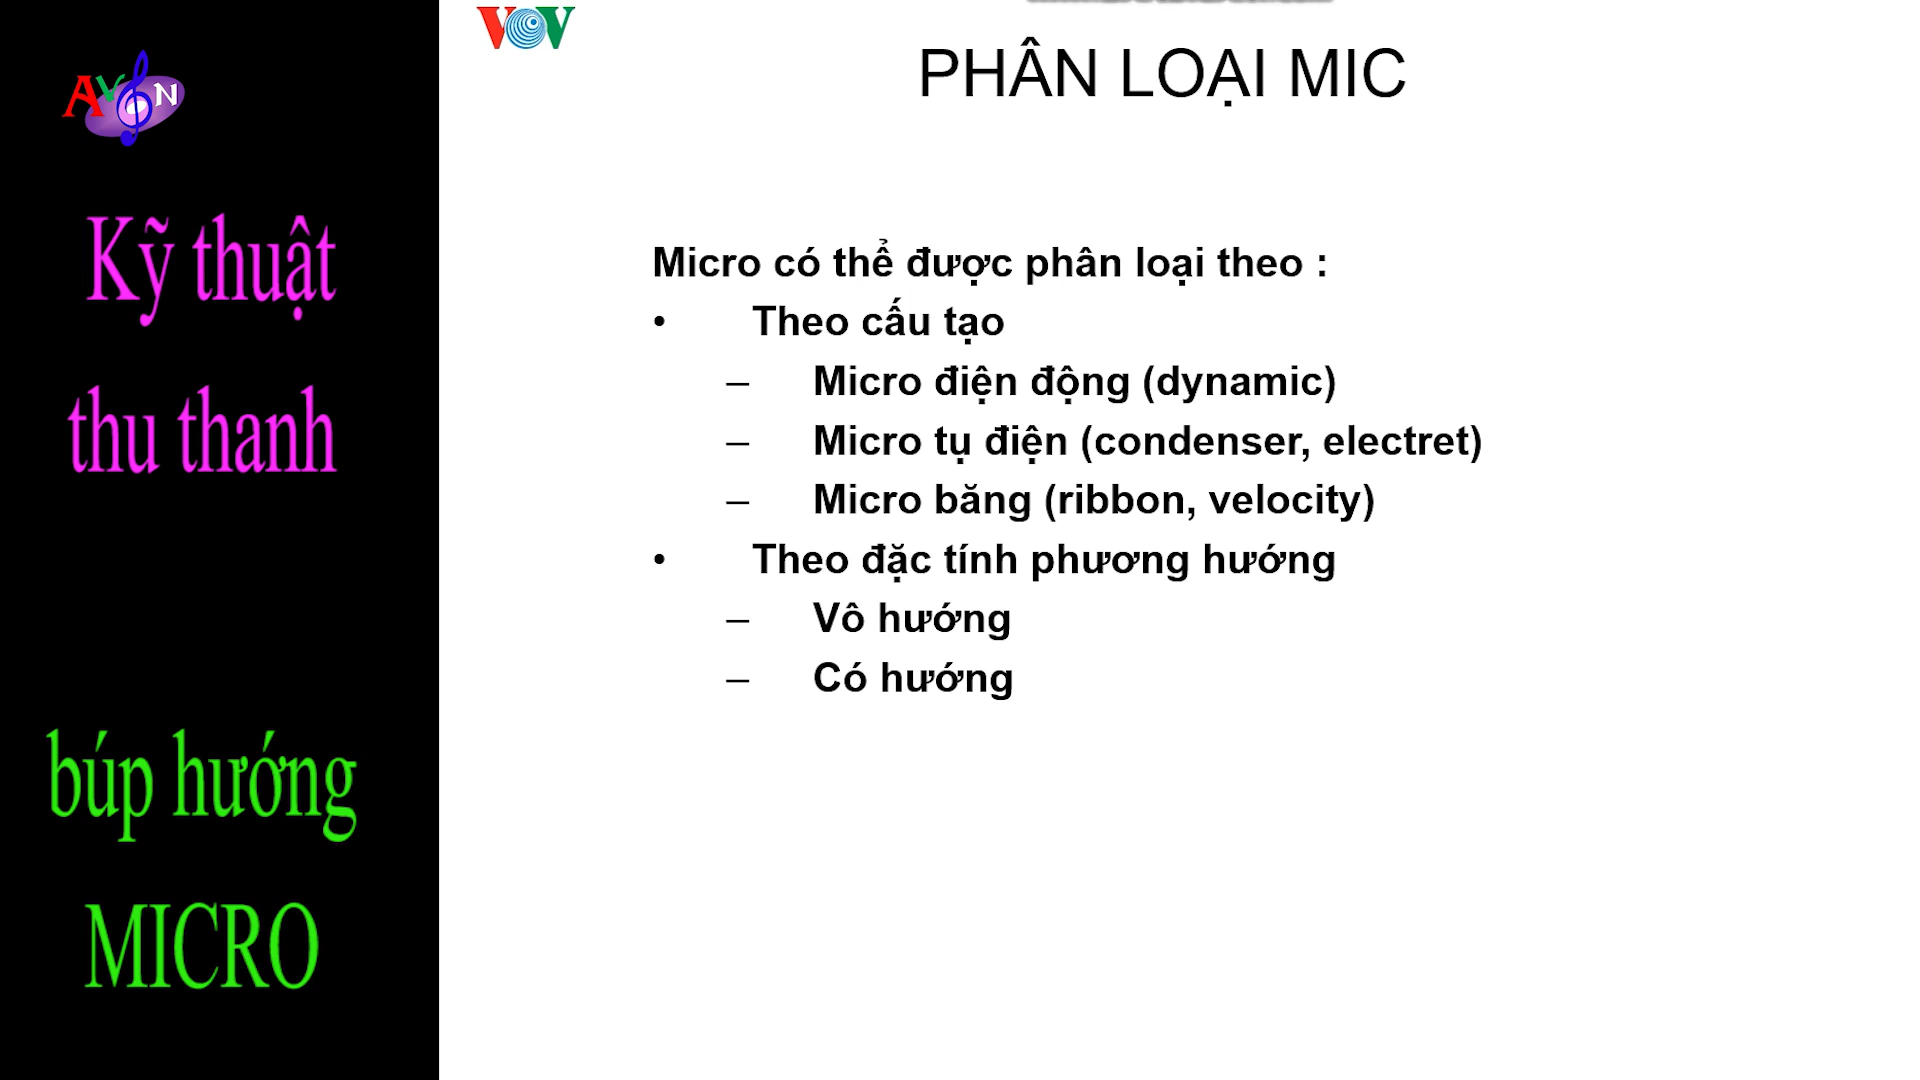 AVN
Kỹ thuật
thu thanh
búp hướng
MICRO
VOV
PHÂN LOẠI MIC
Micro có thể được phân loại theo :
• Theo cấu tạo
– Micro điện động (dynamic)
– Micro tụ điện (condenser, electret)
– Micro băng (ribbon, velocity)
• Theo đặc tính phương hướng
– Vô hướng
– Có hướng